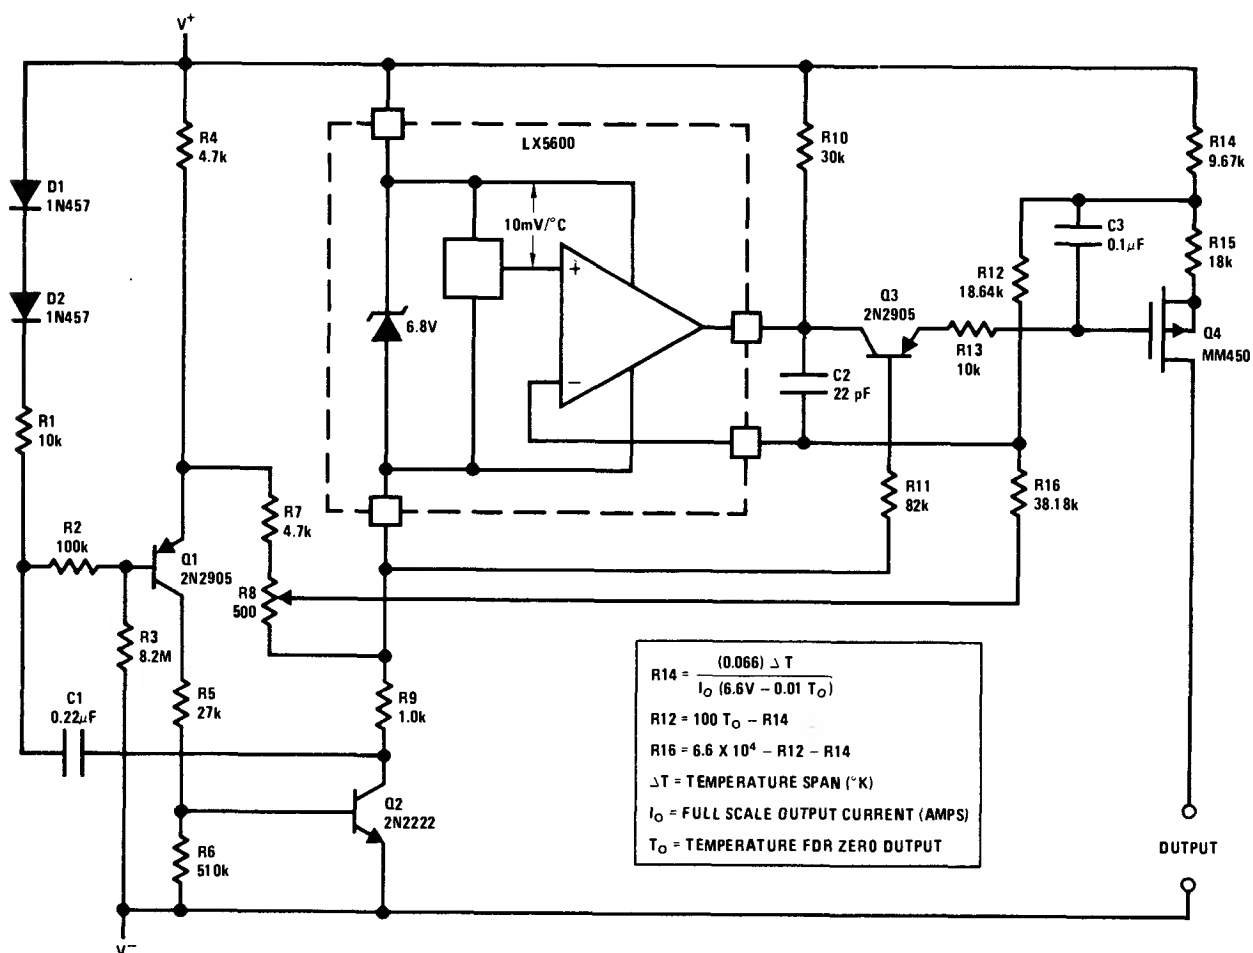 V+
R4
4.7k
LX5600
R10
30k
R14
9.67k
D1
1N457
10mV/°C
C3
0.1µF
R15
18k
R12
18.64k
+
D2
1N457
6.8V
Q3
2N2905
R13
10k
Q4
MM450
C2
22 pF
−
R1
10k
R11
82k
R16
38.18k
R7
4.7k
R2
100k
Q1
2N2905
R8
500
R3
8.2M
R5
27k
R9
1.0k
C1
0.22µF
Q2
2N2222
R6
510k
V−
R14 = (0.066) △ T / IO (6.6V − 0.01 TO)
R12 = 100 TO − R14
R16 = 6.6 X 10⁴ − R12 − R14
△T = TEMPERATURE SPAN (°K)
IO = FULL SCALE OUTPUT CURRENT (AMPS)
TO = TEMPERATURE FOR ZERO OUTPUT
OUTPUT